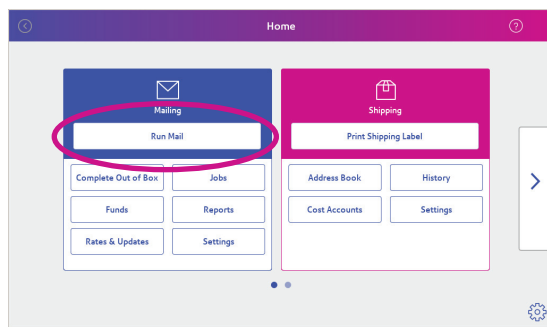 Home
Mailing
Run Mail
Complete Out of Box
Jobs
Funds
Reports
Rates & Updates
Settings
Shipping
Print Shipping Label
Address Book
History
Cost Accounts
Settings